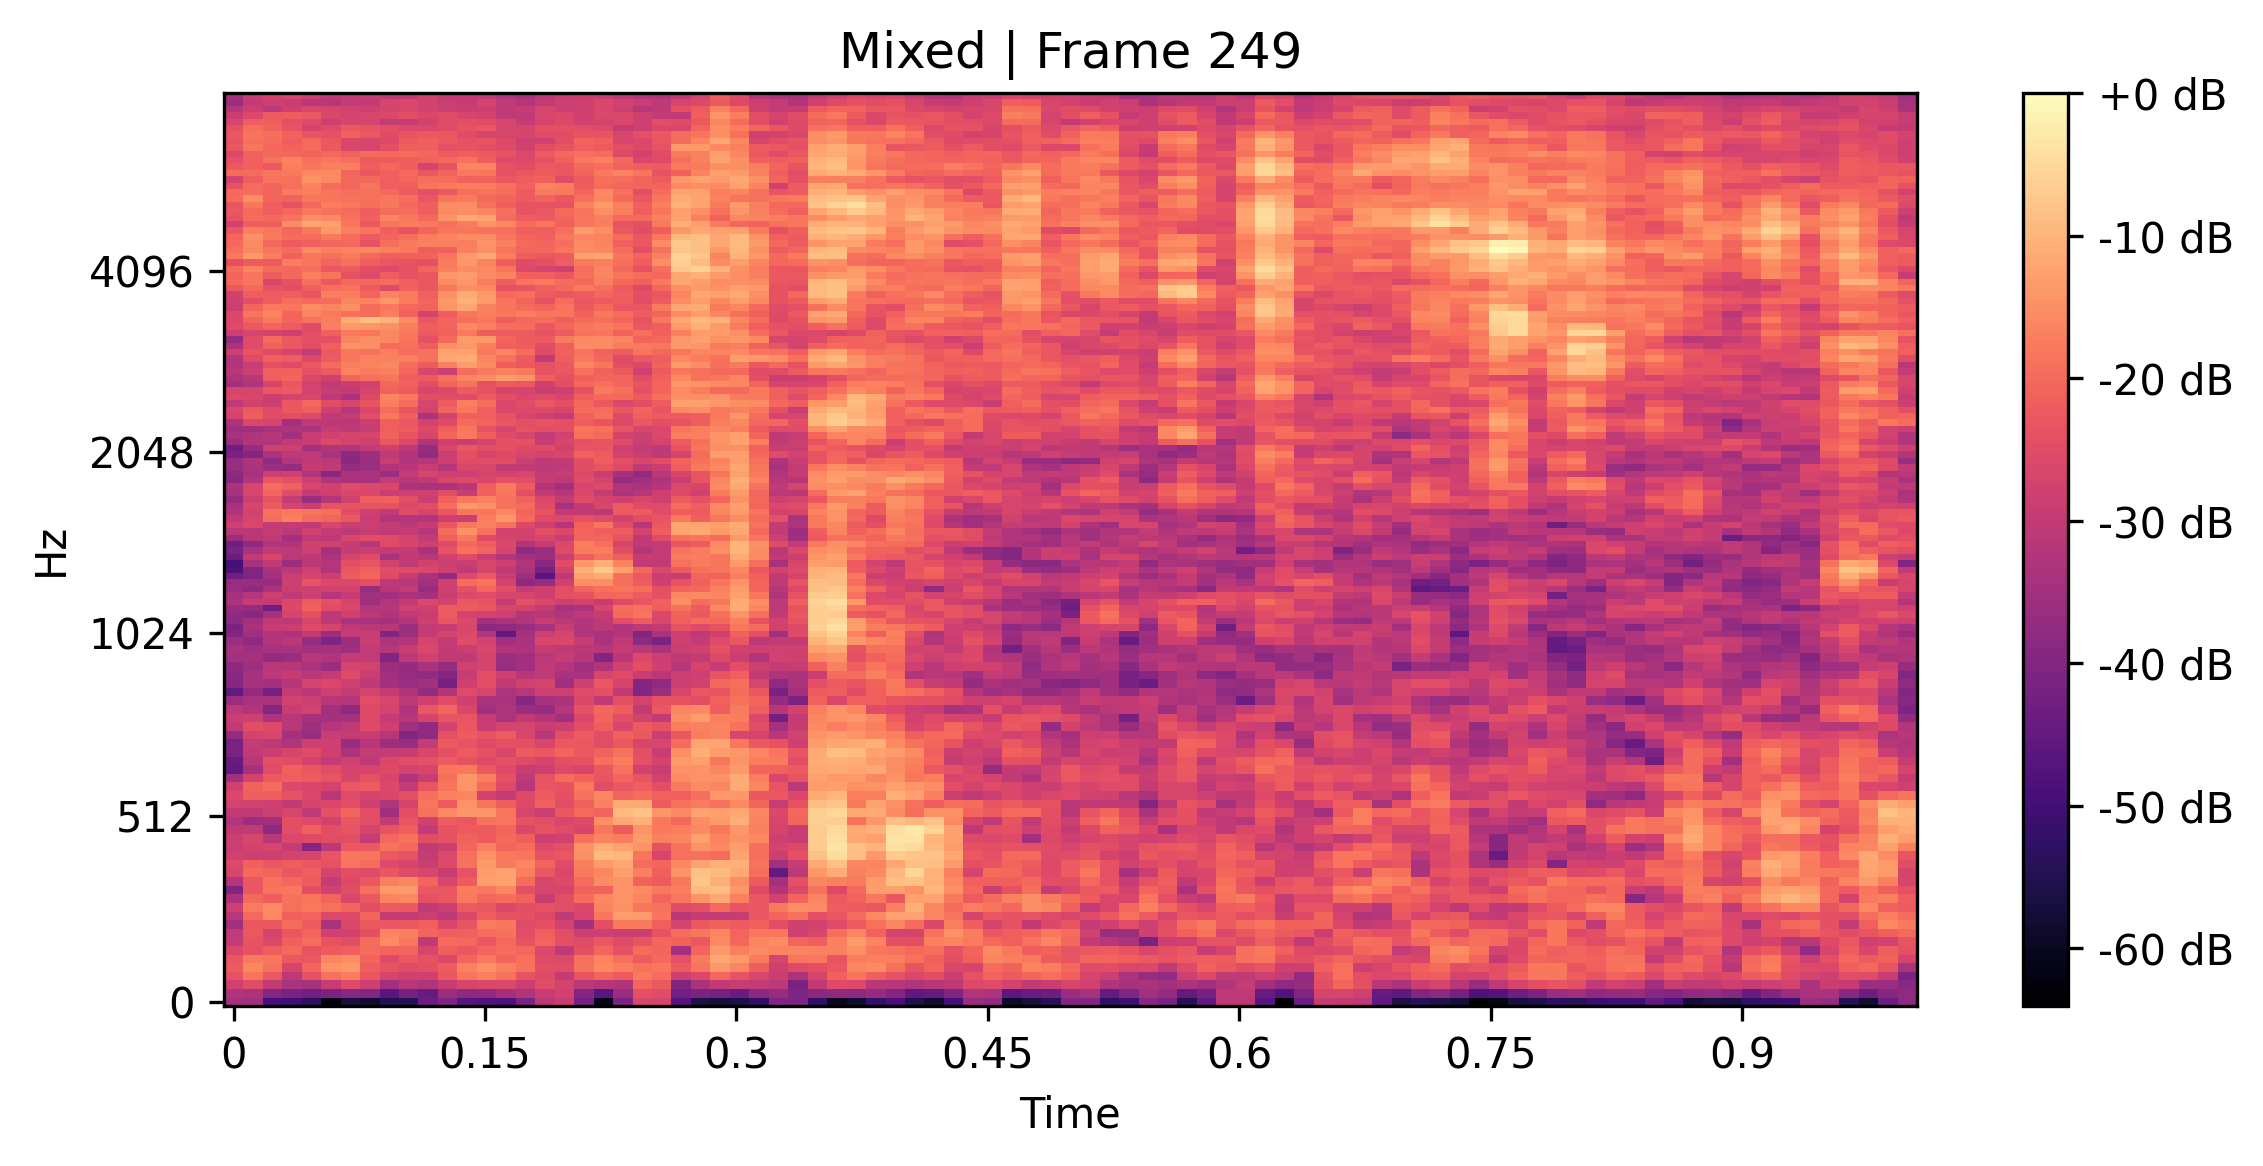 Mixed | Frame 249
+0 dB
-10 dB
-20 dB
-30 dB
-40 dB
-50 dB
-60 dB
4096
2048
1024
512
0
Hz
0 0.15 0.3 0.45 0.6 0.75 0.9
Time